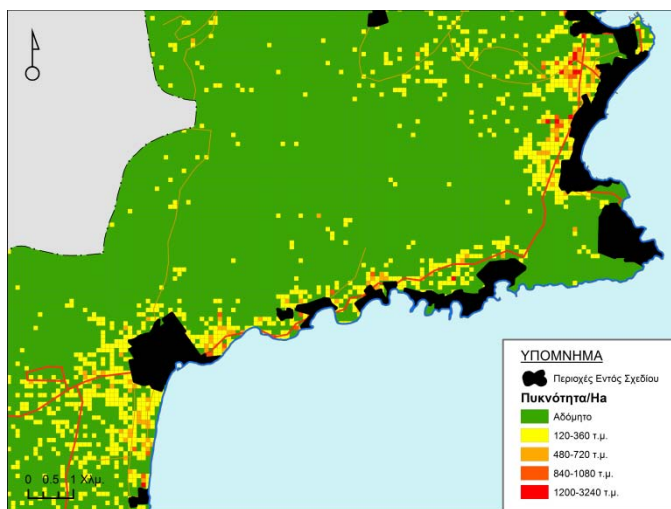 ΥΠΟΜΝΗΜΑ
Περιοχές Εντός Σχεδίου
Πυκνότητα/Ha
Αδόμητο
120-360 τ.μ.
480-720 τ.μ.
840-1080 τ.μ.
1200-3240 τ.μ.
0 0.5 1 Χλμ.